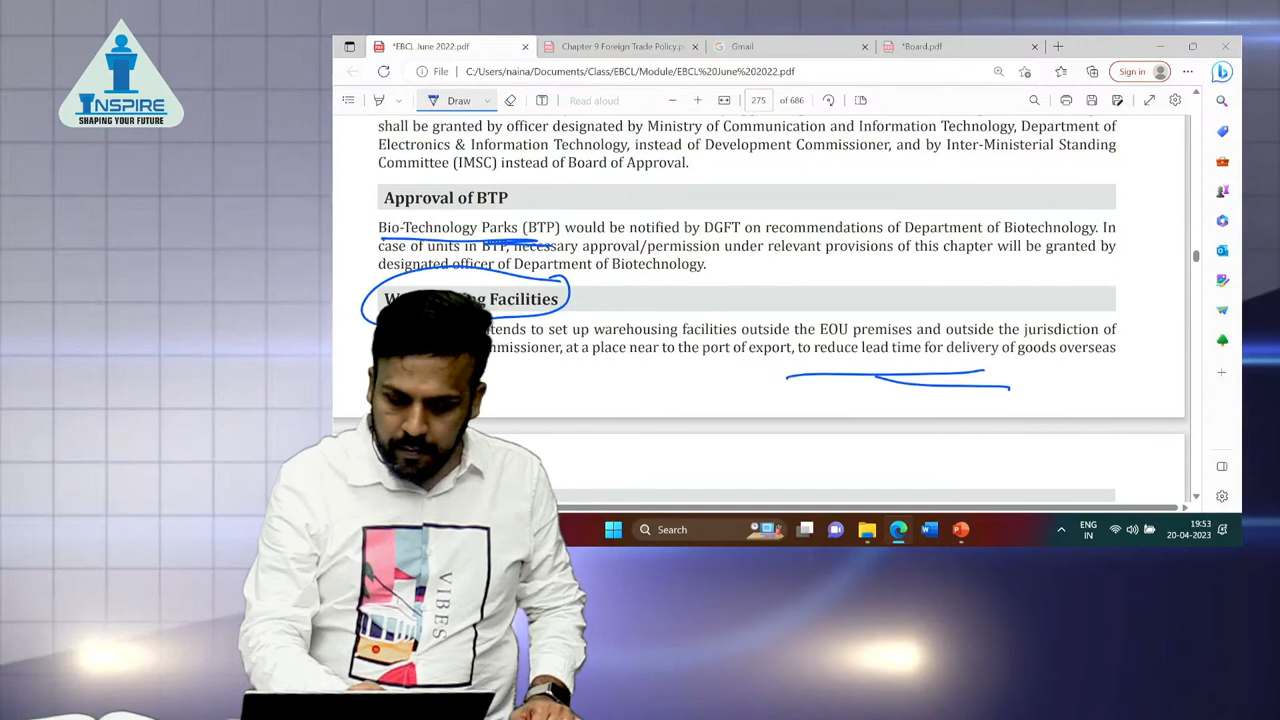 INSPIRE
SHAPING YOUR FUTURE
*EBCL June 2022.pdf
Chapter 9 Foreign Trade Policy.p
Gmail
*Board.pdf
File
C:/Users/naina/Documents/Class/EBCL/Module/EBCL%20June%202022.pdf
Sign in
Draw
Read aloud
275
of 686
shall be granted by officer designated by Ministry of Communication and Information Technology, Department of
Electronics & Information Technology, instead of Development Commissioner, and by Inter-Ministerial Standing
Committee (IMSC) instead of Board of Approval.
Approval of BTP
Bio-Technology Parks (BTP) would be notified by DGFT on recommendations of Department of Biotechnology. In
case of units in BTP, necessary approval/permission under relevant provisions of this chapter will be granted by
designated officer of Department of Biotechnology.
Facilities
to set up warehousing facilities outside the EOU premises and outside the jurisdiction of
at a place near to the port of export, to reduce lead time for delivery of goods overseas
VIBES
Search
ENG
IN
19:53
20-04-2023